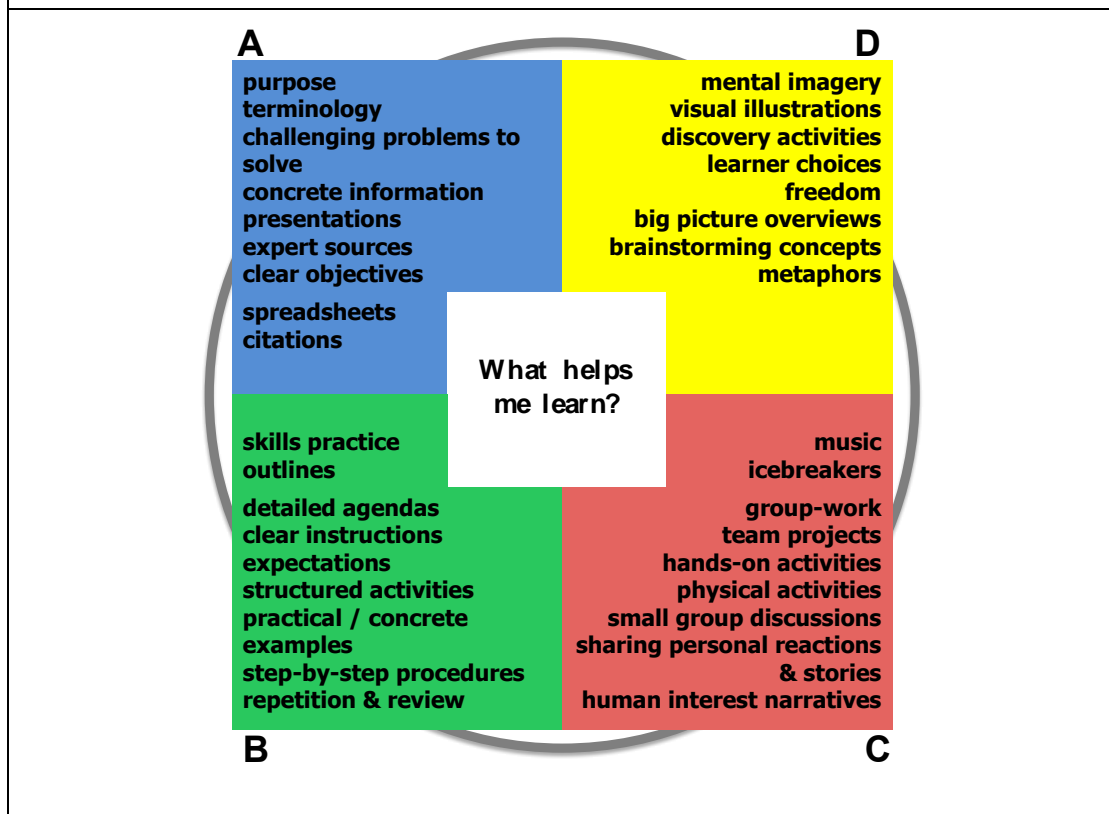 A
purpose
terminology
challenging problems to
solve
concrete information
presentations
expert sources
clear objectives
spreadsheets
citations
D
mental imagery
visual illustrations
discovery activities
learner choices
freedom
big picture overviews
brainstorming concepts
metaphors
What helps
me learn?
skills practice
outlines
detailed agendas
clear instructions
expectations
structured activities
practical / concrete
examples
step-by-step procedures
repetition & review
B
music
icebreakers
group-work
team projects
hands-on activities
physical activities
small group discussions
sharing personal reactions
& stories
human interest narratives
C